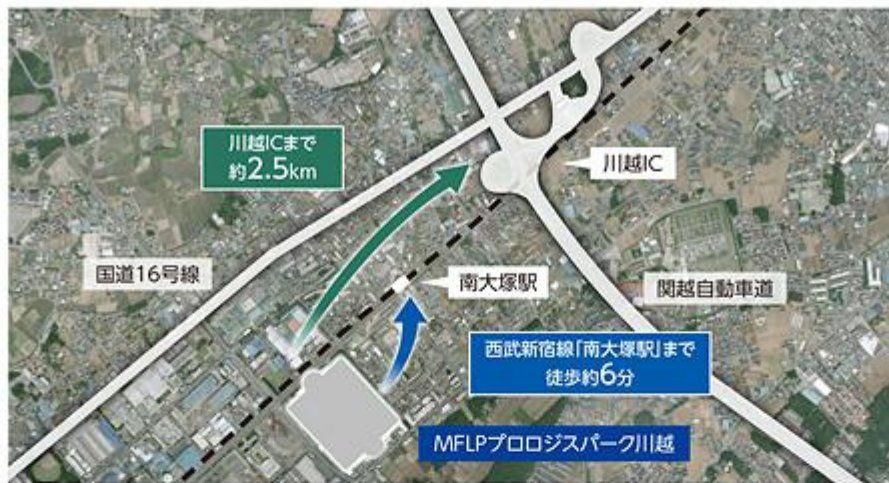 川越ICまで
約2.5km
川越IC
国道16号線
南大塚駅
関越自動車道
西武新宿線「南大塚駅」まで
徒歩約6分
MFLPプロロジスパーク川越